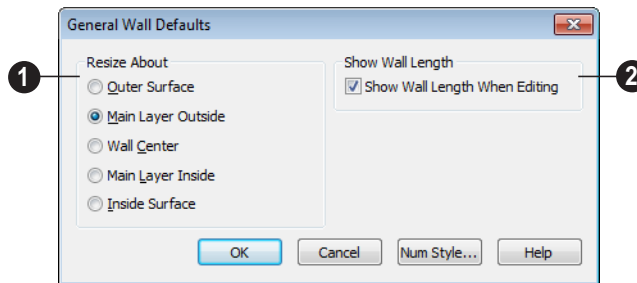 General Wall Defaults
1
Resize About
Outer Surface
Main Layer Outside
Wall Center
Main Layer Inside
Inside Surface
Show Wall Length
Show Wall Length When Editing
2
OK
Cancel
Num Style...
Help